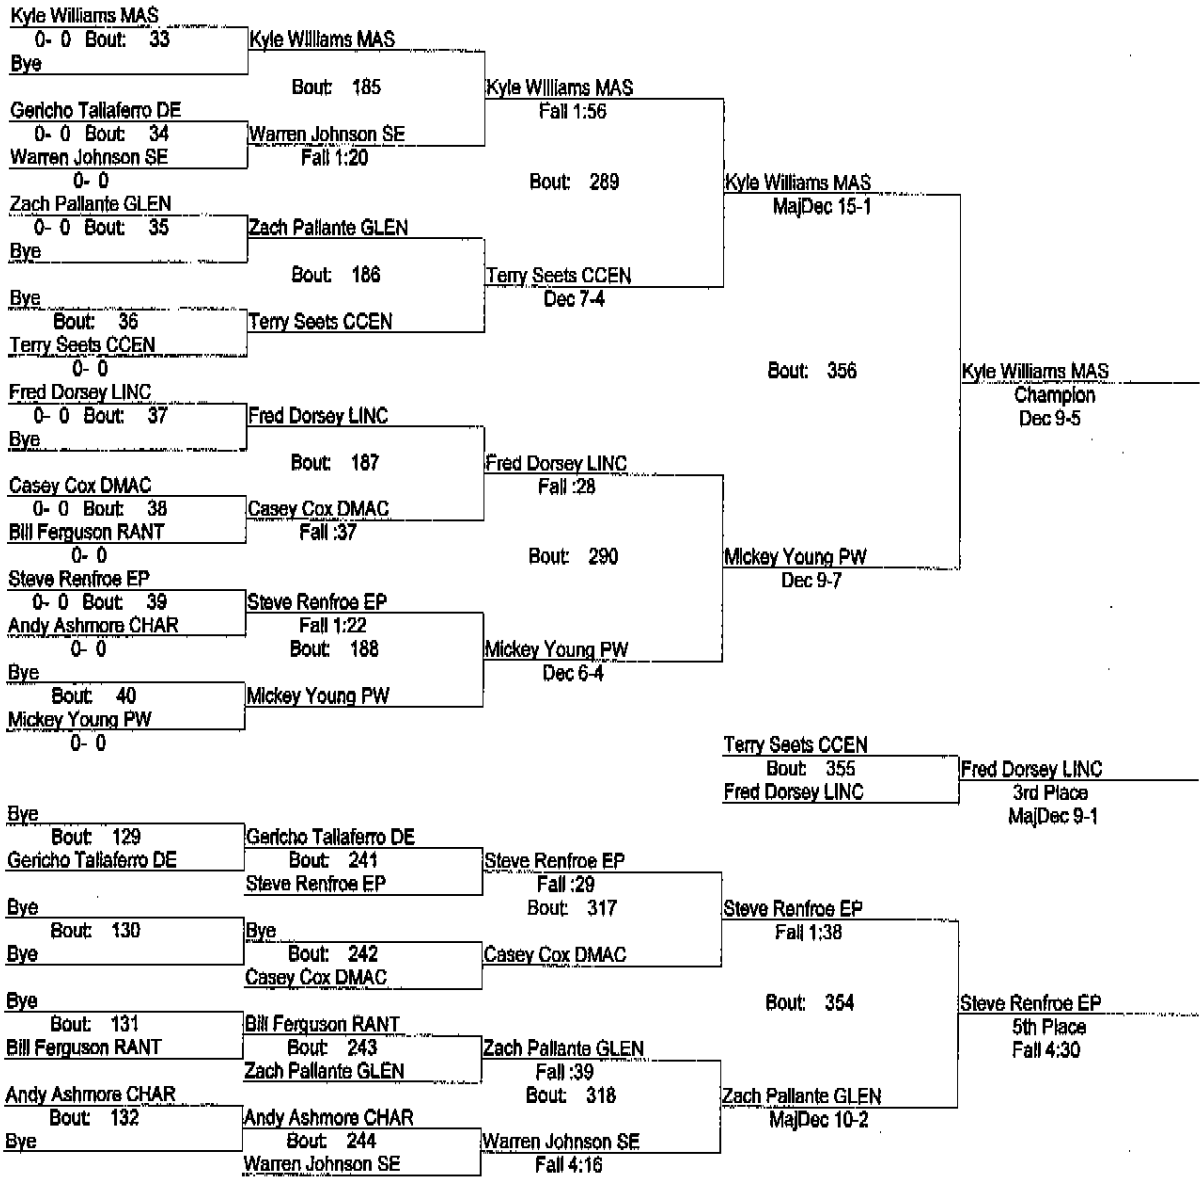 Kyle Williams MAS
0- 0 Bout: 33
Bye
Kyle Williams MAS
Bout: 185
Gericho Taliaferro DE
0- 0 Bout: 34
Warren Johnson SE
0- 0
Warren Johnson SE
Fall 1:20
Kyle Williams MAS
Fall 1:56
Bout: 289
Zach Pallante GLEN
0- 0 Bout: 35
Bye
Zach Pallante GLEN
Bout: 186
Bye
Bout: 36
Terry Seets CCEN
0- 0
Terry Seets CCEN
Terry Seets CCEN
Dec 7-4
Kyle Williams MAS
MajDec 15-1
Bout: 356
Kyle Williams MAS
Champion
Dec 9-5
Fred Dorsey LINC
0- 0 Bout: 37
Bye
Fred Dorsey LINC
Bout: 187
Casey Cox DMAC
0- 0 Bout: 38
Bill Ferguson RANT
0- 0
Casey Cox DMAC
Fall :37
Fred Dorsey LINC
Fall :28
Bout: 290
Steve Renfroe EP
0- 0 Bout: 39
Andy Ashmore CHAR
0- 0
Steve Renfroe EP
Fall 1:22
Bout: 188
Bye
Bout: 40
Mickey Young PW
0- 0
Mickey Young PW
Mickey Young PW
Dec 6-4
Mickey Young PW
Dec 9-7
Terry Seets CCEN
Bout: 355
Fred Dorsey LINC
Fred Dorsey LINC
3rd Place
MajDec 9-1
Bye
Bout: 129
Gericho Taliaferro DE
Gericho Taliaferro DE
Bout: 241
Steve Renfroe EP
Steve Renfroe EP
Fall :29
Bout: 317
Bye
Bout: 130
Bye
Bye
Bout: 242
Casey Cox DMAC
Casey Cox DMAC
Steve Renfroe EP
Fall 1:38
Bout: 354
Steve Renfroe EP
5th Place
Fall 4:30
Bye
Bout: 131
Bill Ferguson RANT
Bill Ferguson RANT
Bout: 243
Zach Pallante GLEN
Zach Pallante GLEN
Fall :39
Bout: 318
Andy Ashmore CHAR
Bout: 132
Bye
Andy Ashmore CHAR
Bout: 244
Warren Johnson SE
Warren Johnson SE
Fall 4:16
Zach Pallante GLEN
MajDec 10-2